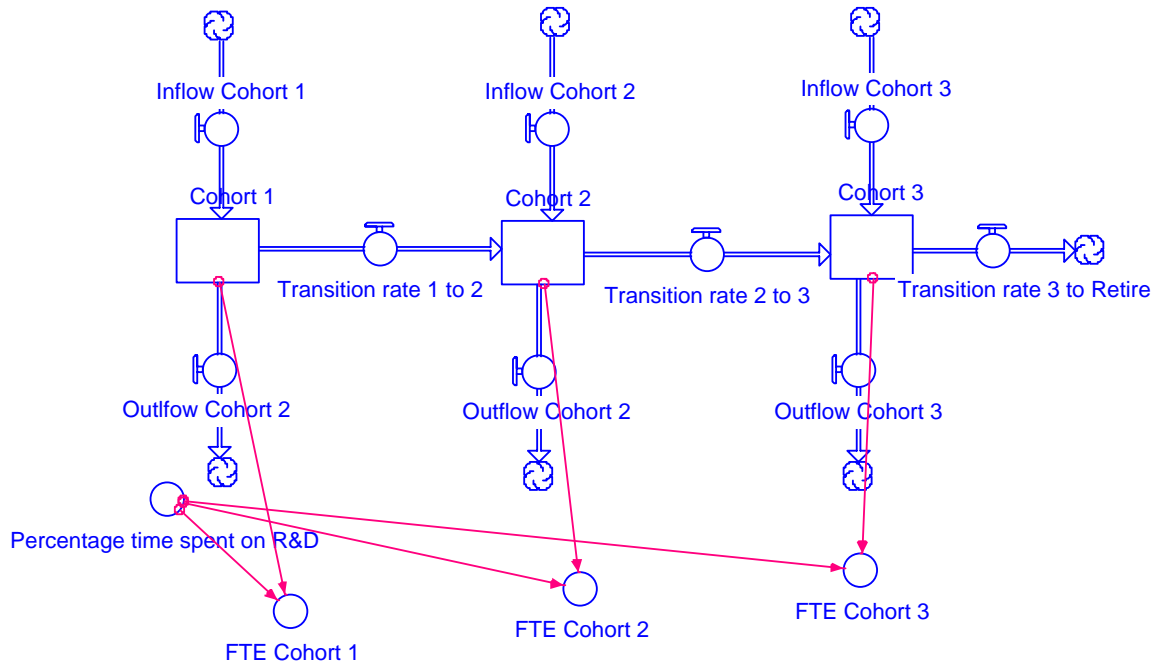 Inflow Cohort 1
Inflow Cohort 2
Inflow Cohort 3
Cohort 1
Cohort 2
Cohort 3
Transition rate 1 to 2
Transition rate 2 to 3
Transition rate 3 to Retire
Outlfow Cohort 2
Outflow Cohort 2
Outflow Cohort 3
Percentage time spent on R&D
FTE Cohort 1
FTE Cohort 2
FTE Cohort 3